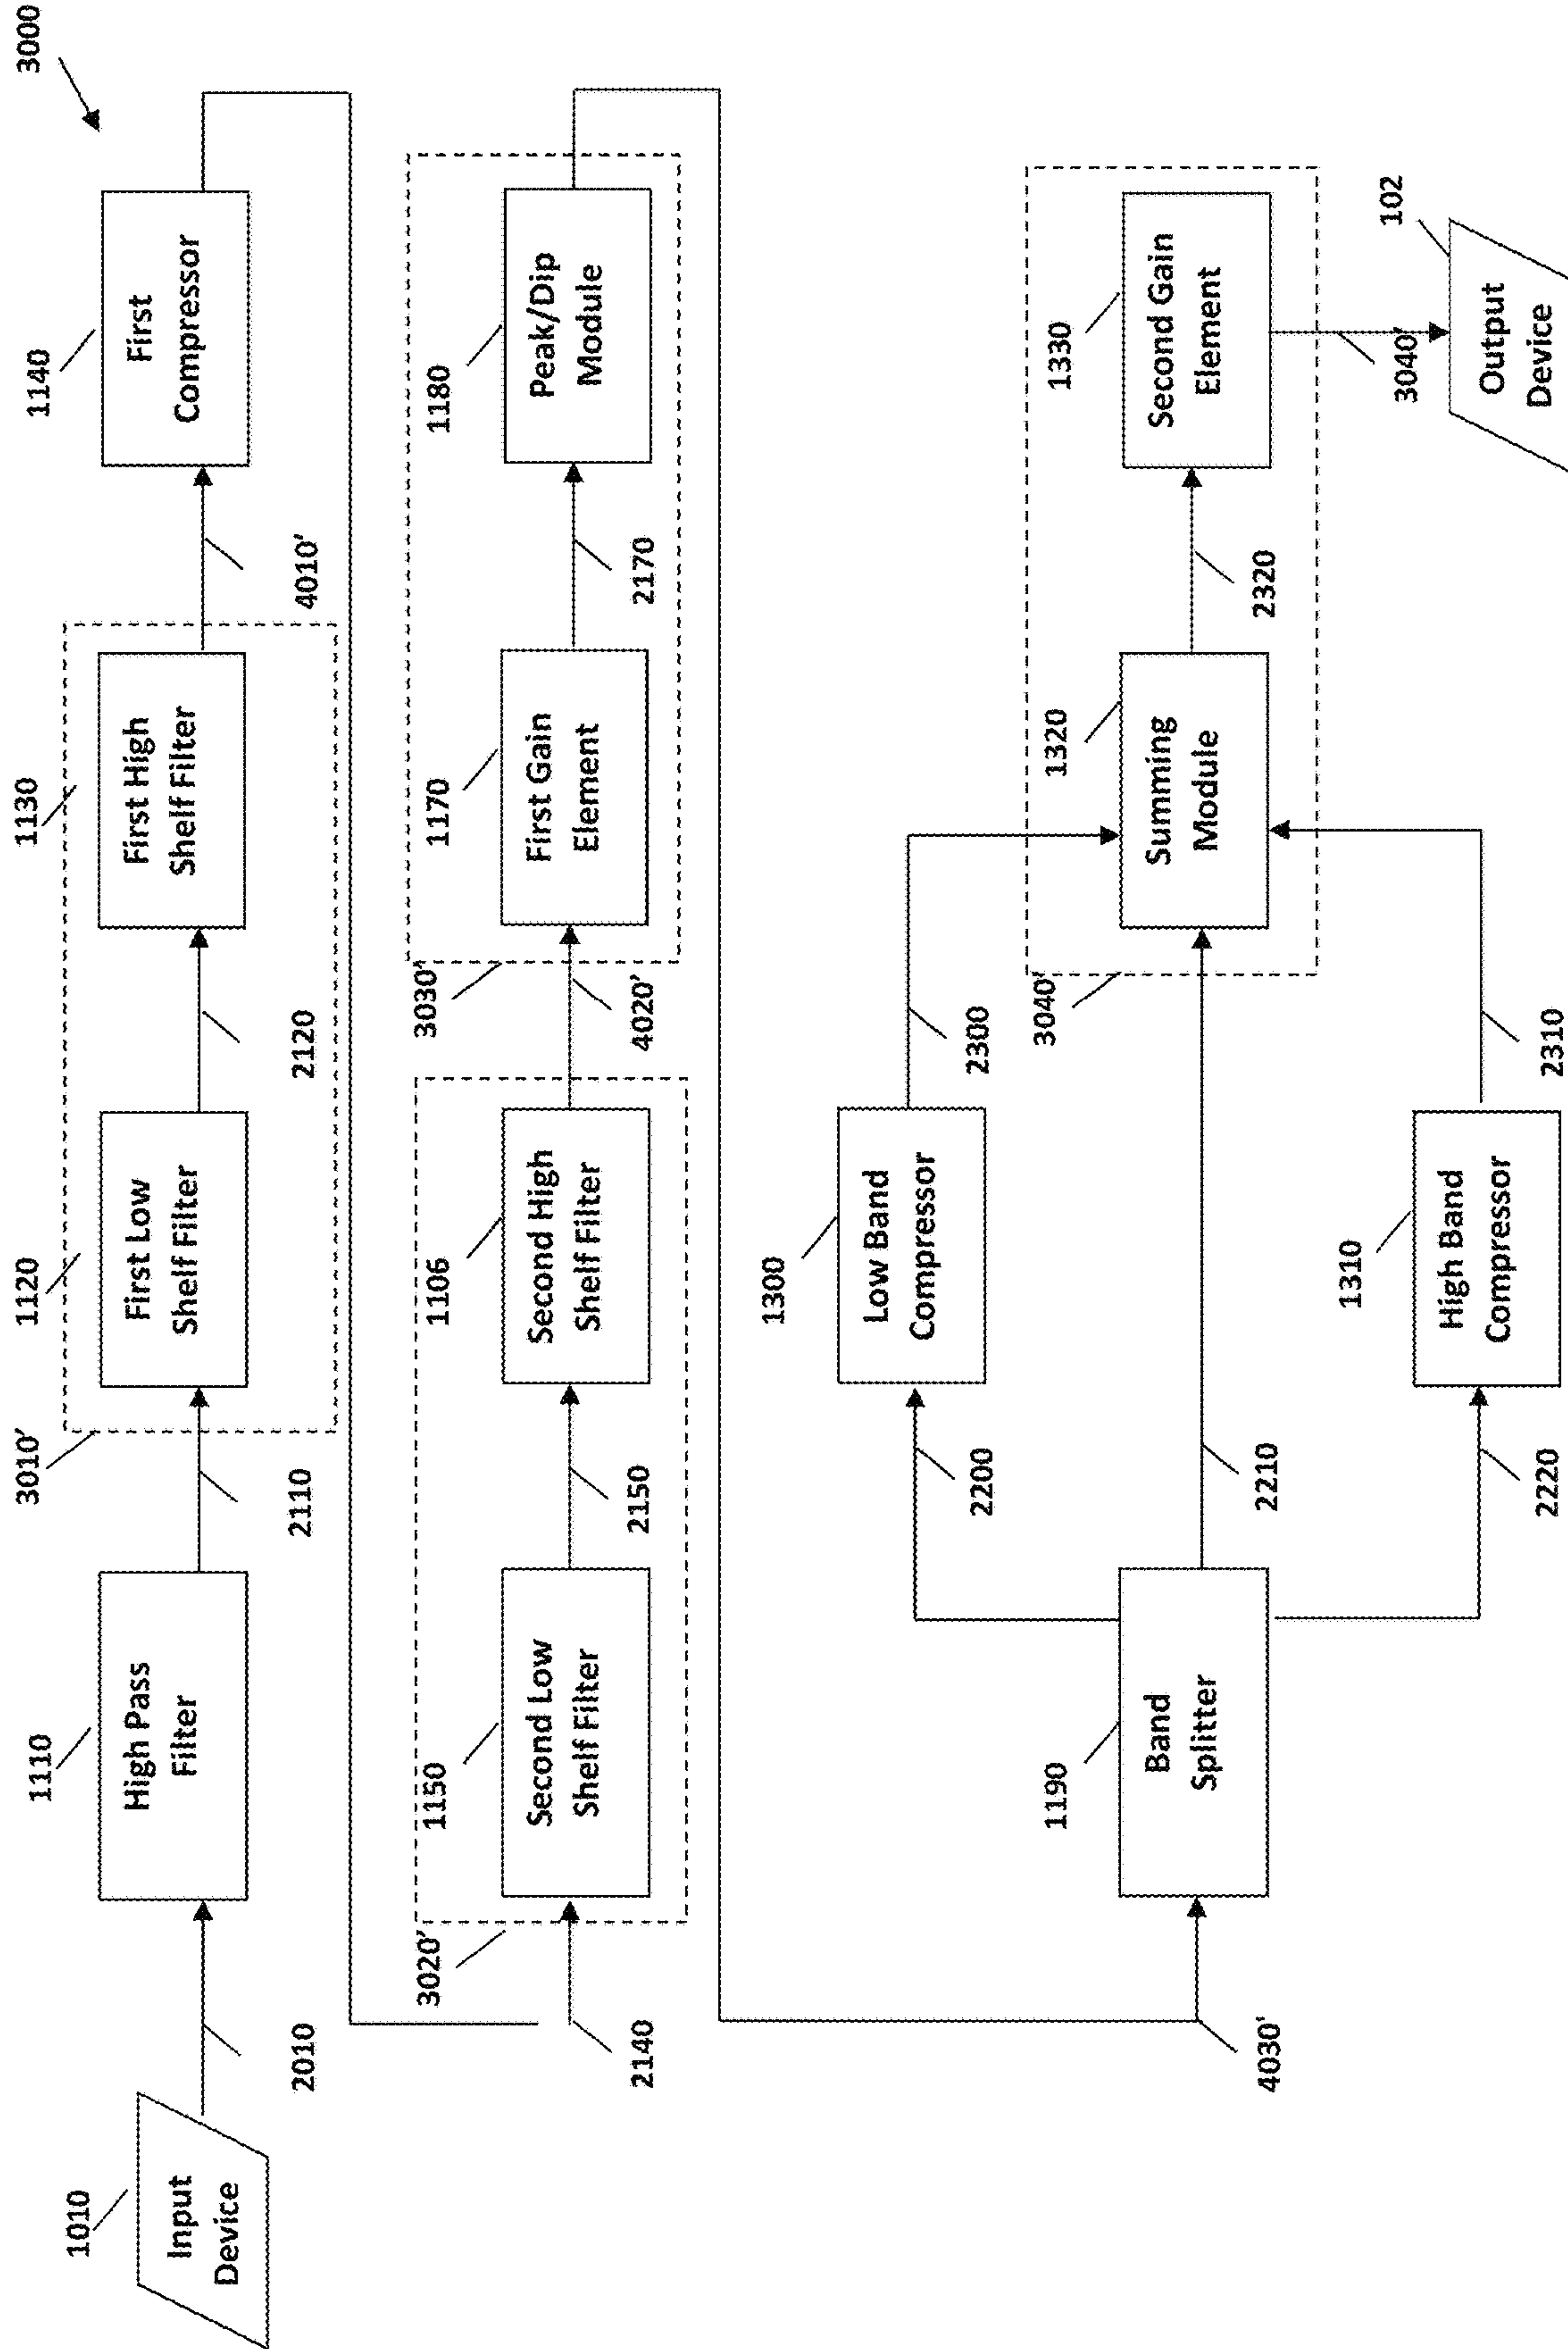 3000
1010
Input
Device
2010
1110
High Pass
Filter
2110
3010'
1120
First Low
Shelf Filter
2120
1130
First High
Shelf Filter
4010'
1140
First
Compressor
2140
3020'
1150
Second Low
Shelf Filter
2150
1106
Second High
Shelf Filter
4020'
3030'
1170
First Gain
Element
2170
1180
Peak/Dip
Module
4030'
1190
Band
Splitter
2200
2210
2220
1300
Low Band
Compressor
1310
High Band
Compressor
2300
2310
3040'
1320
Summing
Module
2320
1330
Second Gain
Element
3040'
102
Output
Device